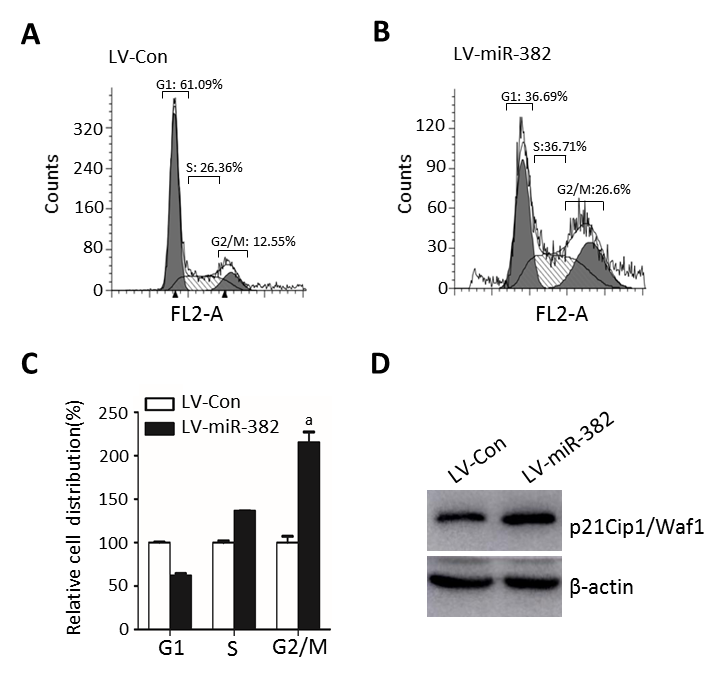 A
LV-Con
G1: 61.09%
S: 26.36%
G2/M: 12.55%
Counts
320
240
160
80
0
FL2-A
B
LV-miR-382
G1: 36.69%
S:36.71%
G2/M:26.6%
Counts
120
90
60
30
0
FL2-A
C
LV-Con
LV-miR-382
a
Relative cell distribution(%)
250
200
150
100
50
0
G1
S
G2/M
D
LV-Con
LV-miR-382
p21Cip1/Waf1
β-actin